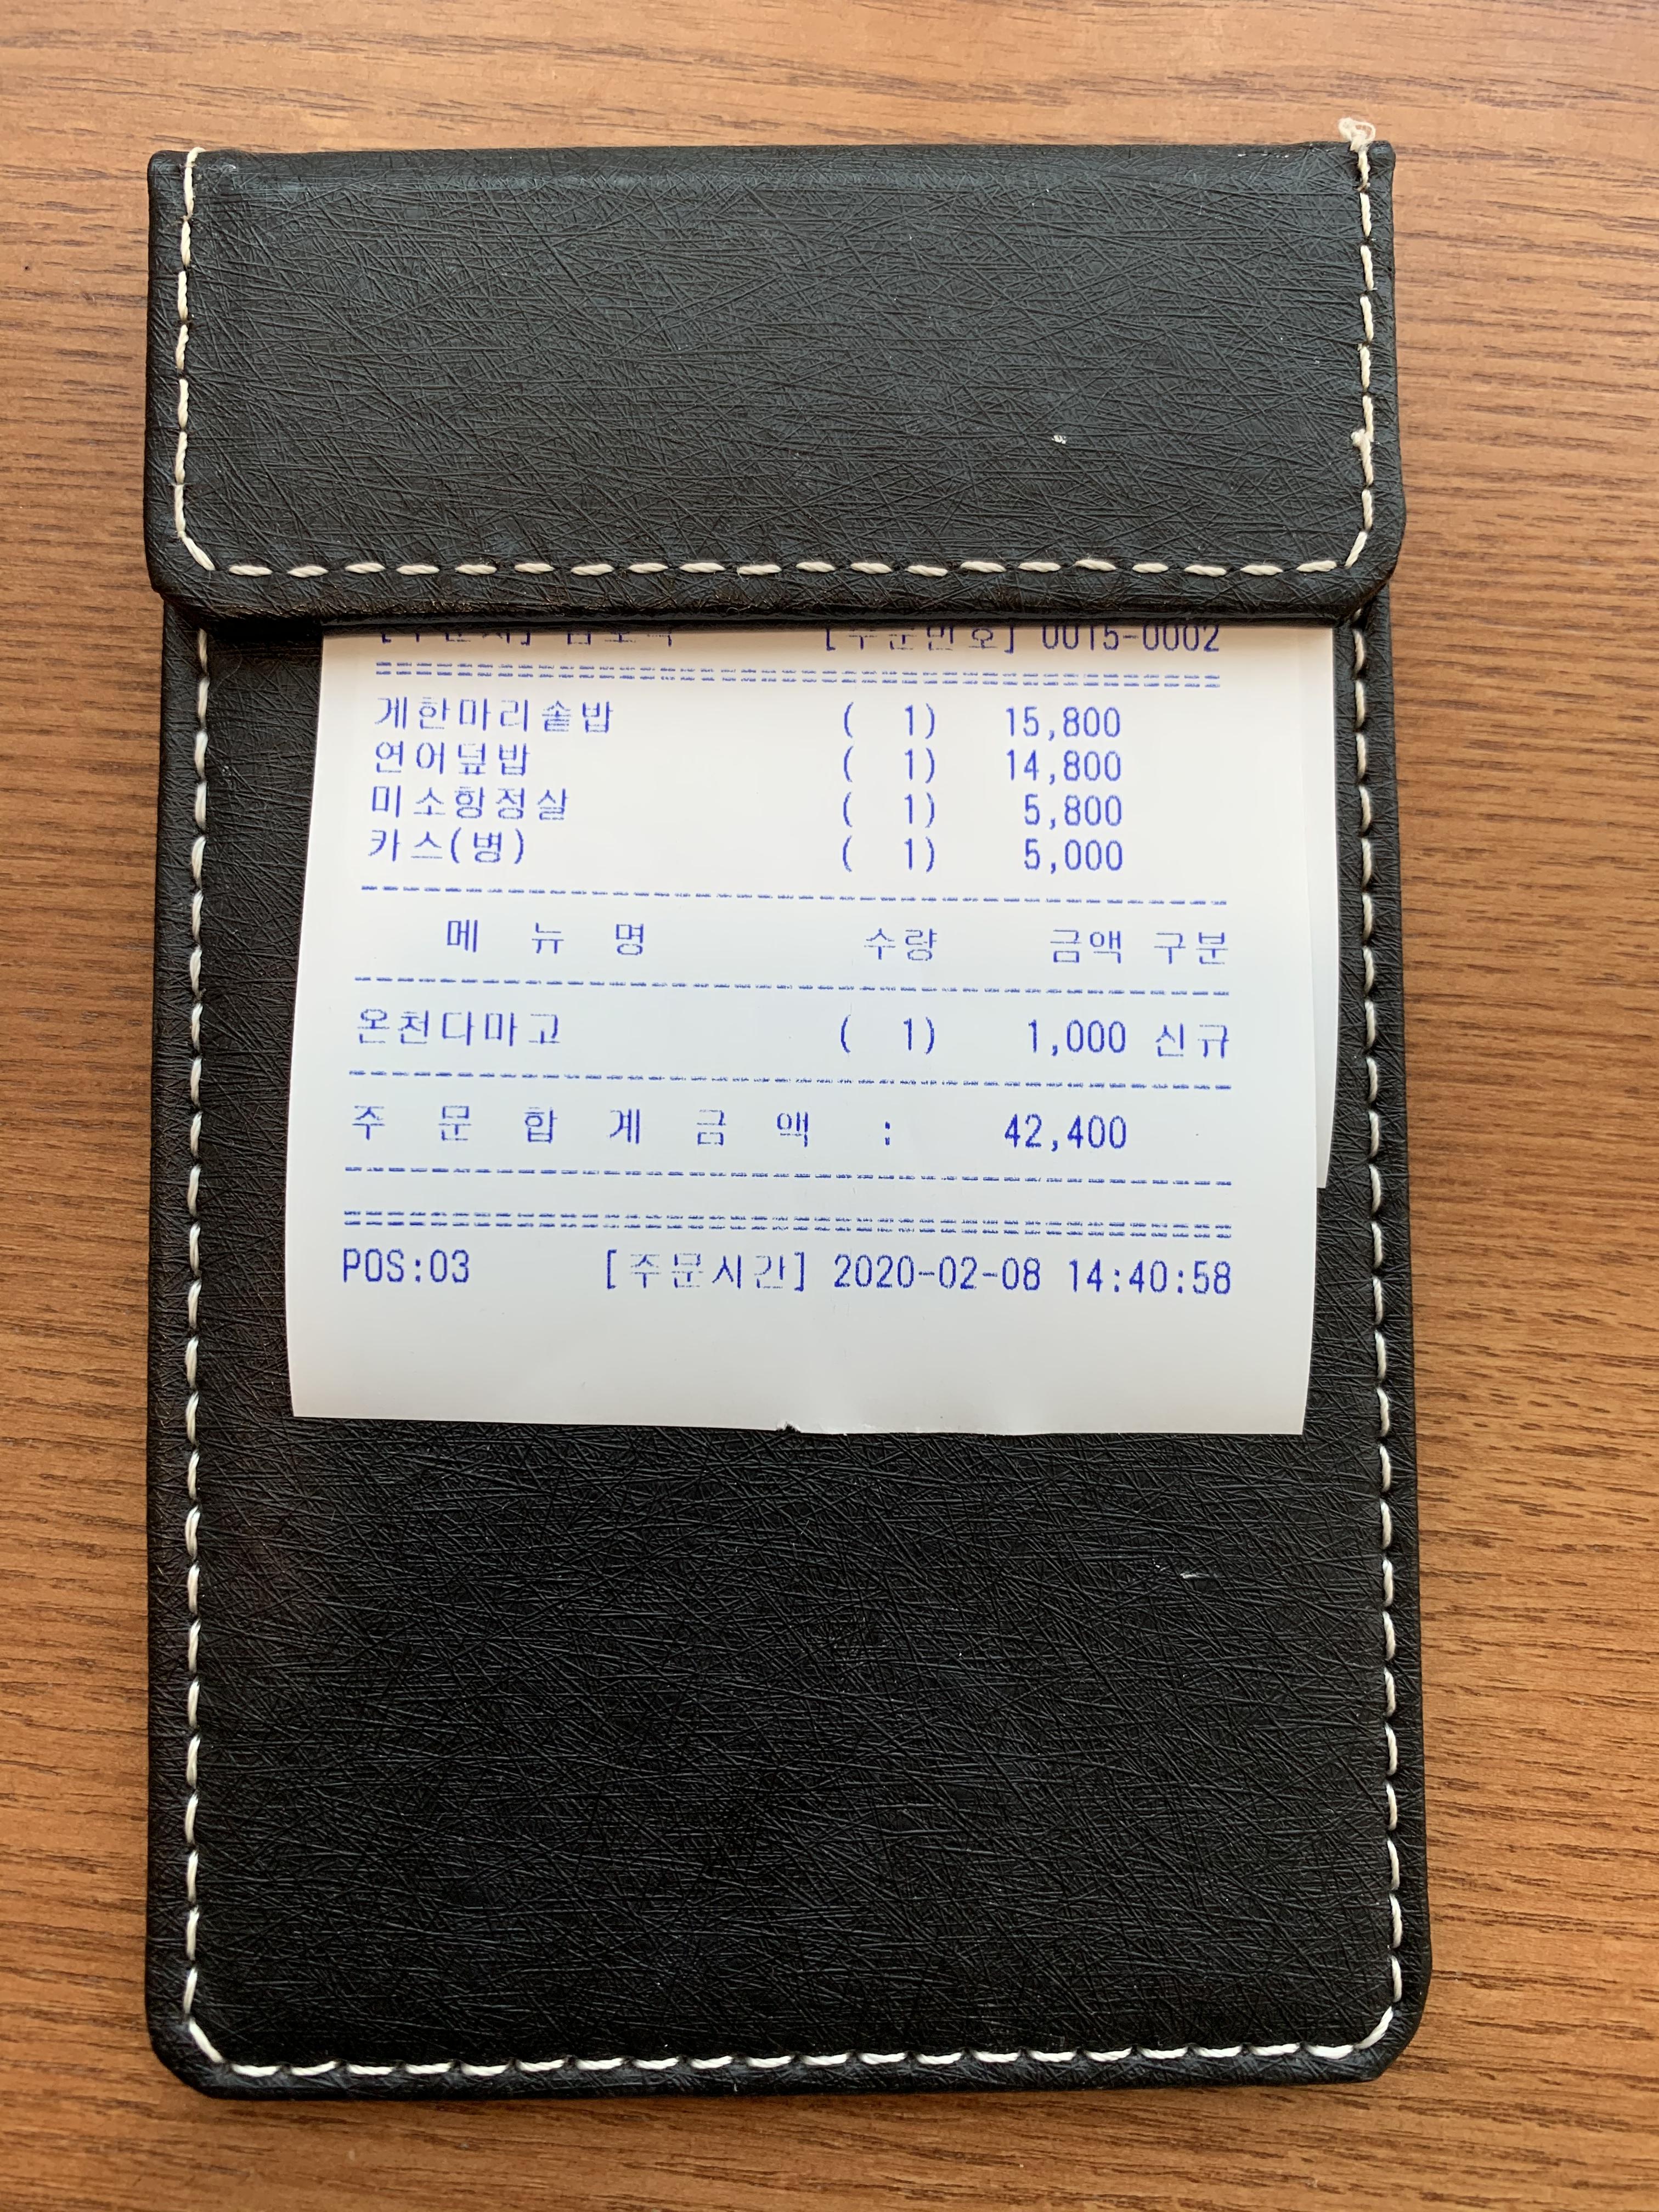 [주문번호] 0015-0002
게한마리솥밥 ( 1) 15,800
연어덮밥 ( 1) 14,800
미소항정살 ( 1) 5,800
카스(병) ( 1) 5,000
메 뉴 명 수량 금액 구분
온천다마고 ( 1) 1,000 신규
주 문 합 계 금 액 : 42,400
POS:03 [주문시간] 2020-02-08 14:40:58